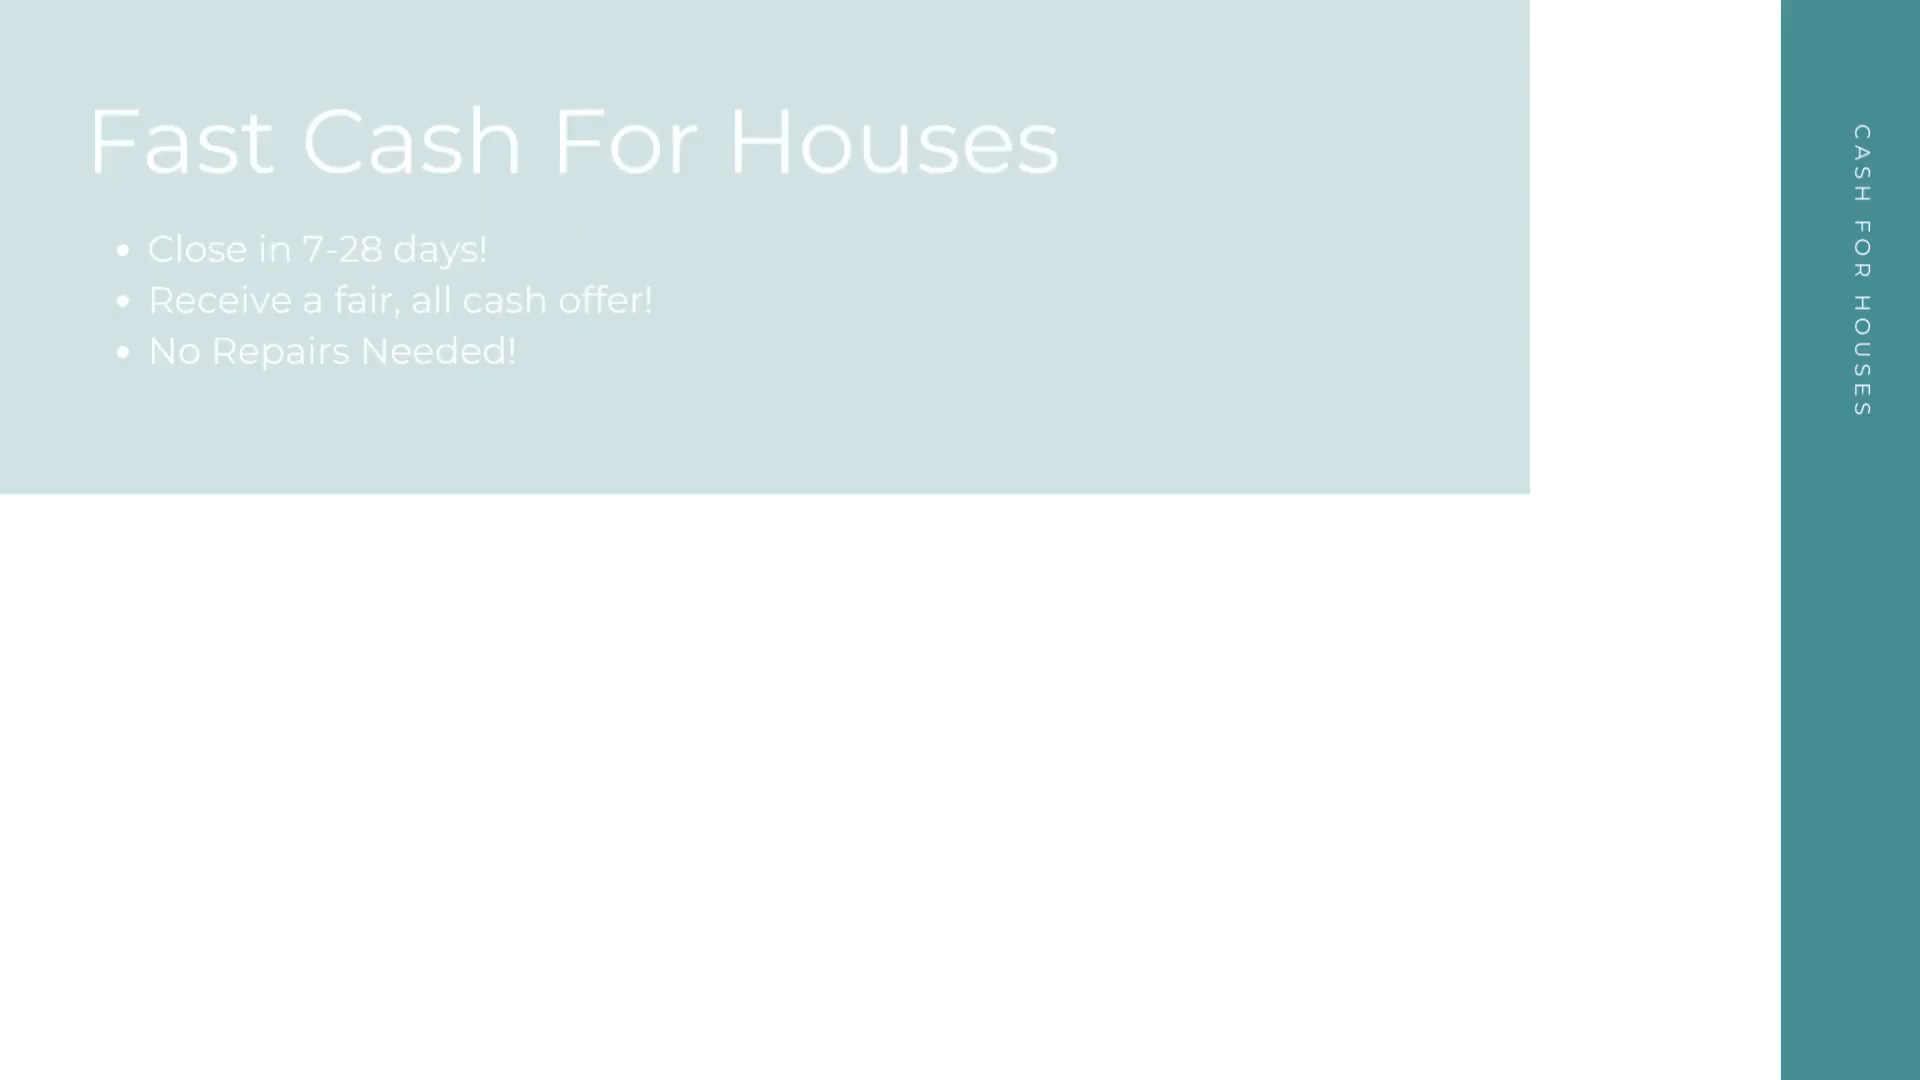 Fast Cash For Houses
• Close in 7-28 days!
• Receive a fair, all cash offer!
• No Repairs Needed!
CASH FOR HOUSES